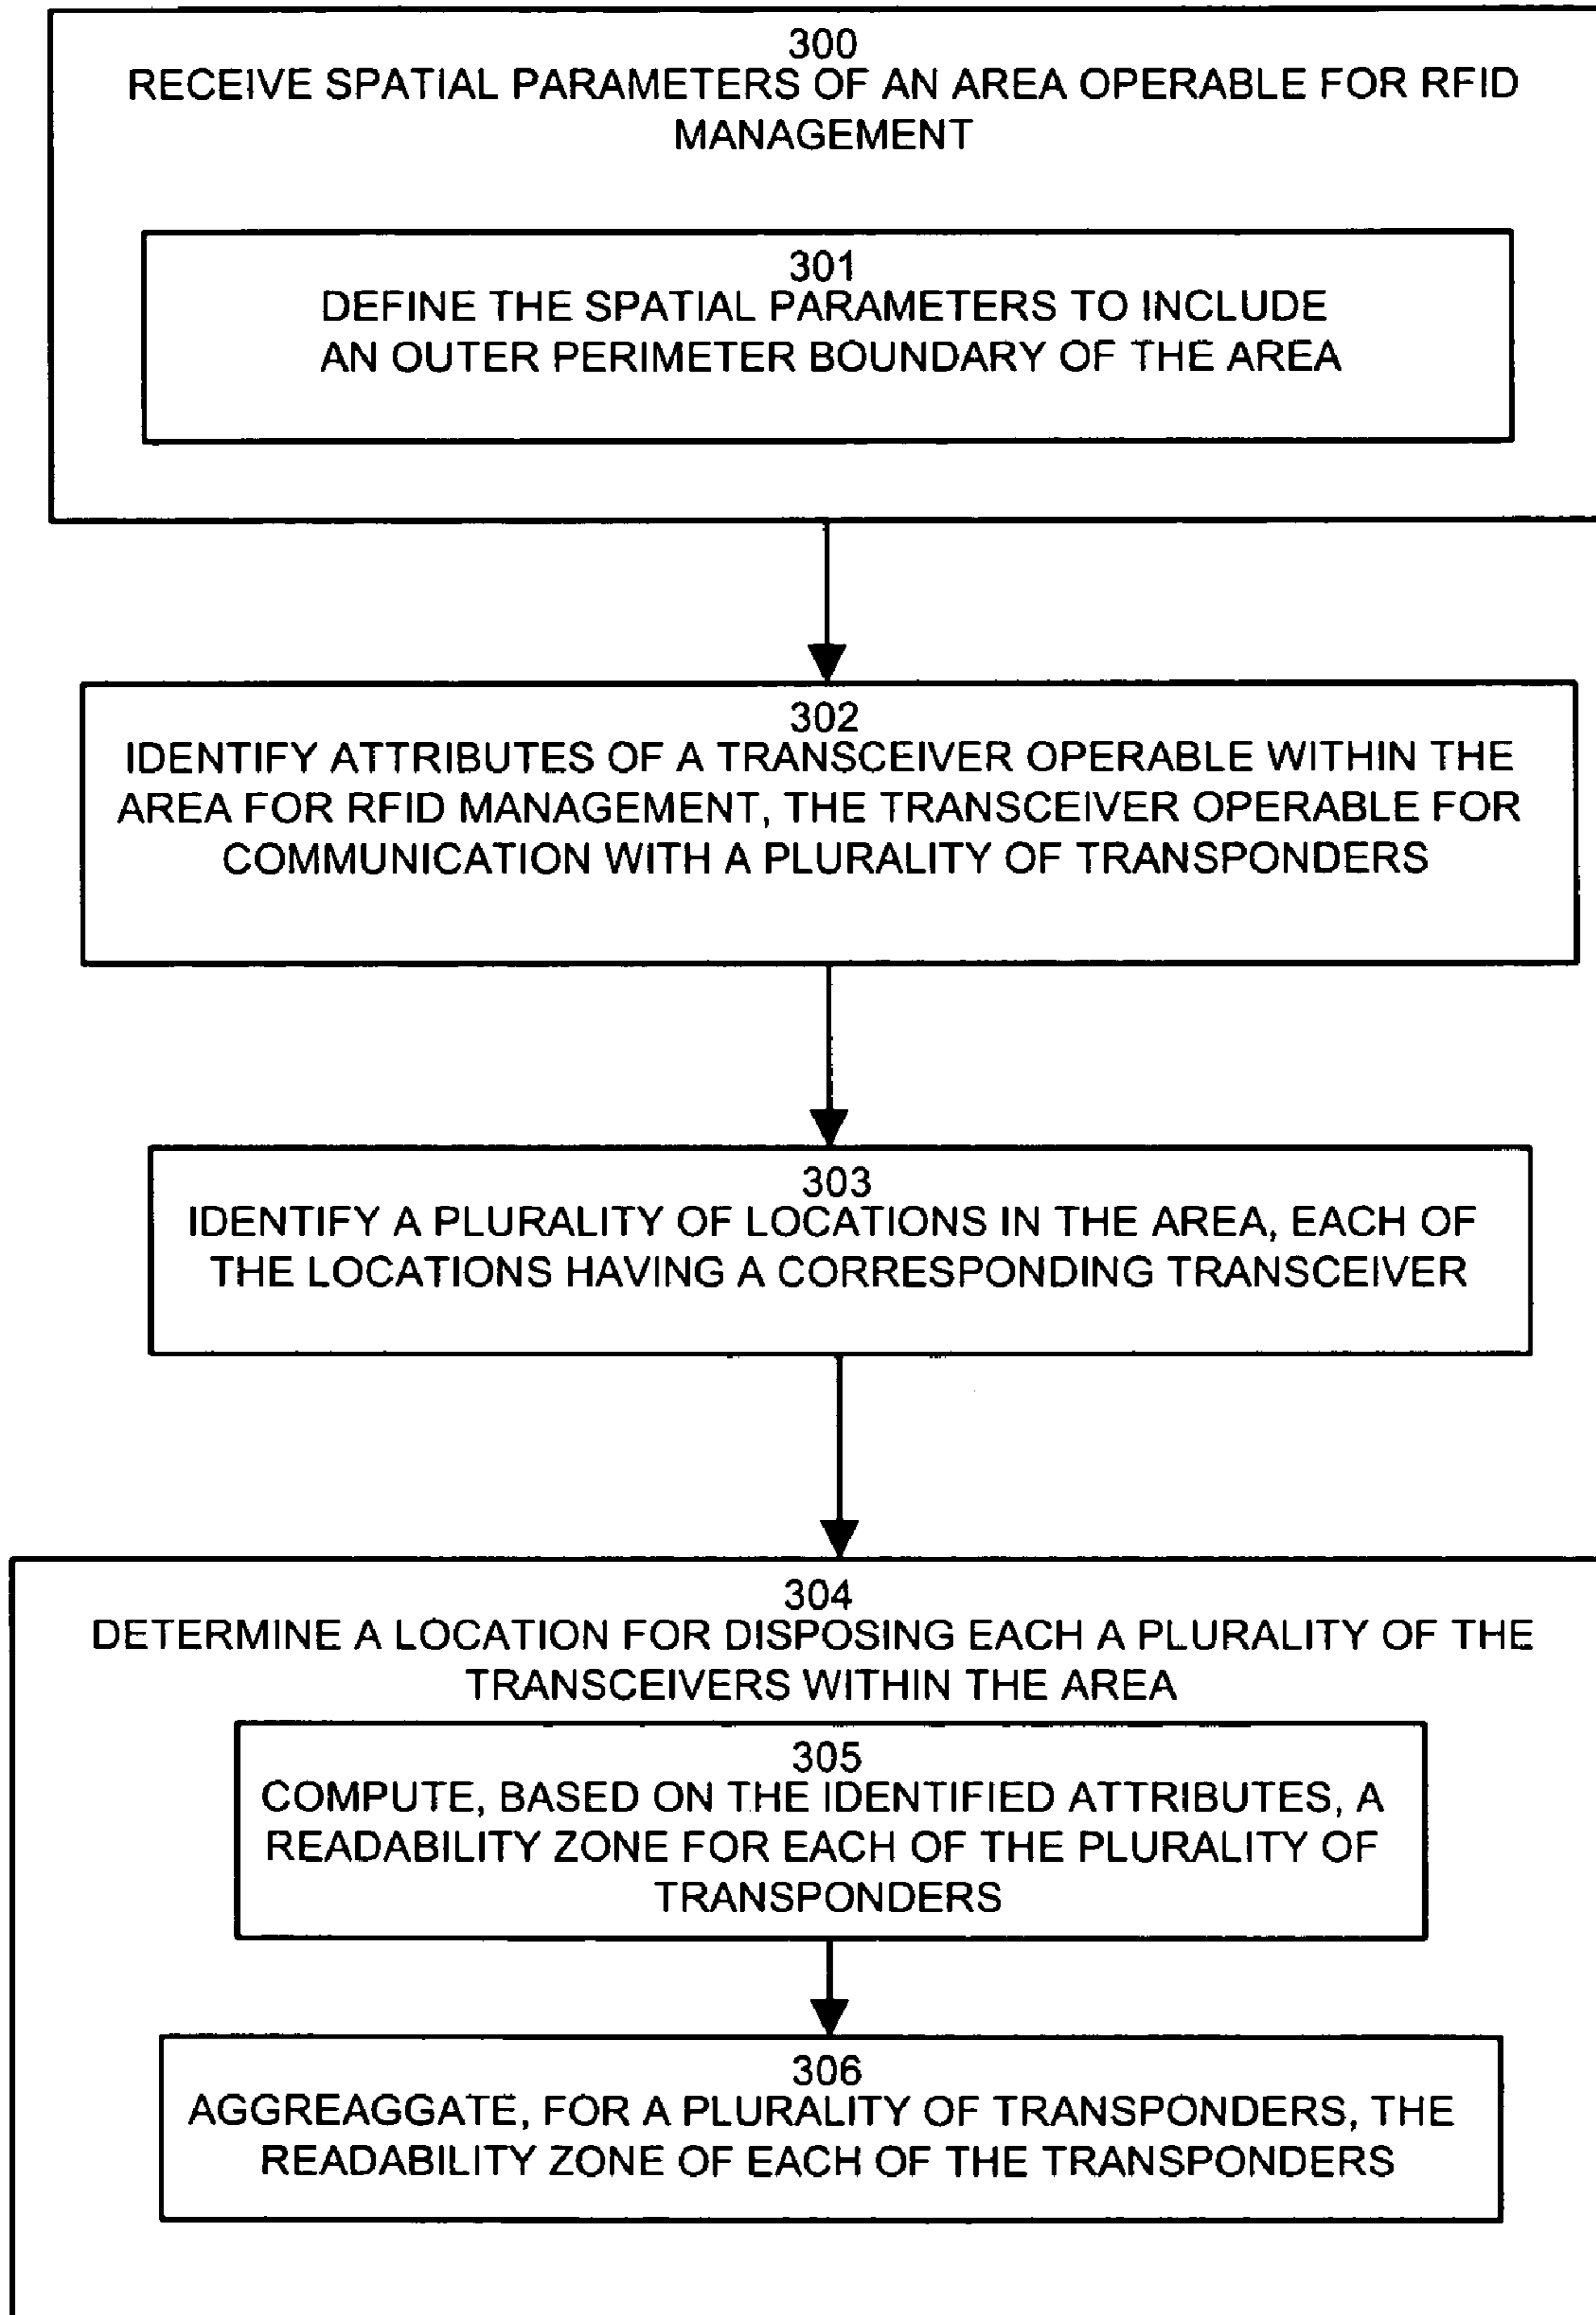 300
RECEIVE SPATIAL PARAMETERS OF AN AREA OPERABLE FOR RFID
MANAGEMENT
301
DEFINE THE SPATIAL PARAMETERS TO INCLUDE
AN OUTER PERIMETER BOUNDARY OF THE AREA
302
IDENTIFY ATTRIBUTES OF A TRANSCEIVER OPERABLE WITHIN THE
AREA FOR RFID MANAGEMENT, THE TRANSCEIVER OPERABLE FOR
COMMUNICATION WITH A PLURALITY OF TRANSPONDERS
303
IDENTIFY A PLURALITY OF LOCATIONS IN THE AREA, EACH OF
THE LOCATIONS HAVING A CORRESPONDING TRANSCEIVER
304
DETERMINE A LOCATION FOR DISPOSING EACH A PLURALITY OF THE
TRANSCEIVERS WITHIN THE AREA
305
COMPUTE, BASED ON THE IDENTIFIED ATTRIBUTES, A
READABILITY ZONE FOR EACH OF THE PLURALITY OF
TRANSPONDERS
306
AGGREAGGATE, FOR A PLURALITY OF TRANSPONDERS, THE
READABILITY ZONE OF EACH OF THE TRANSPONDERS